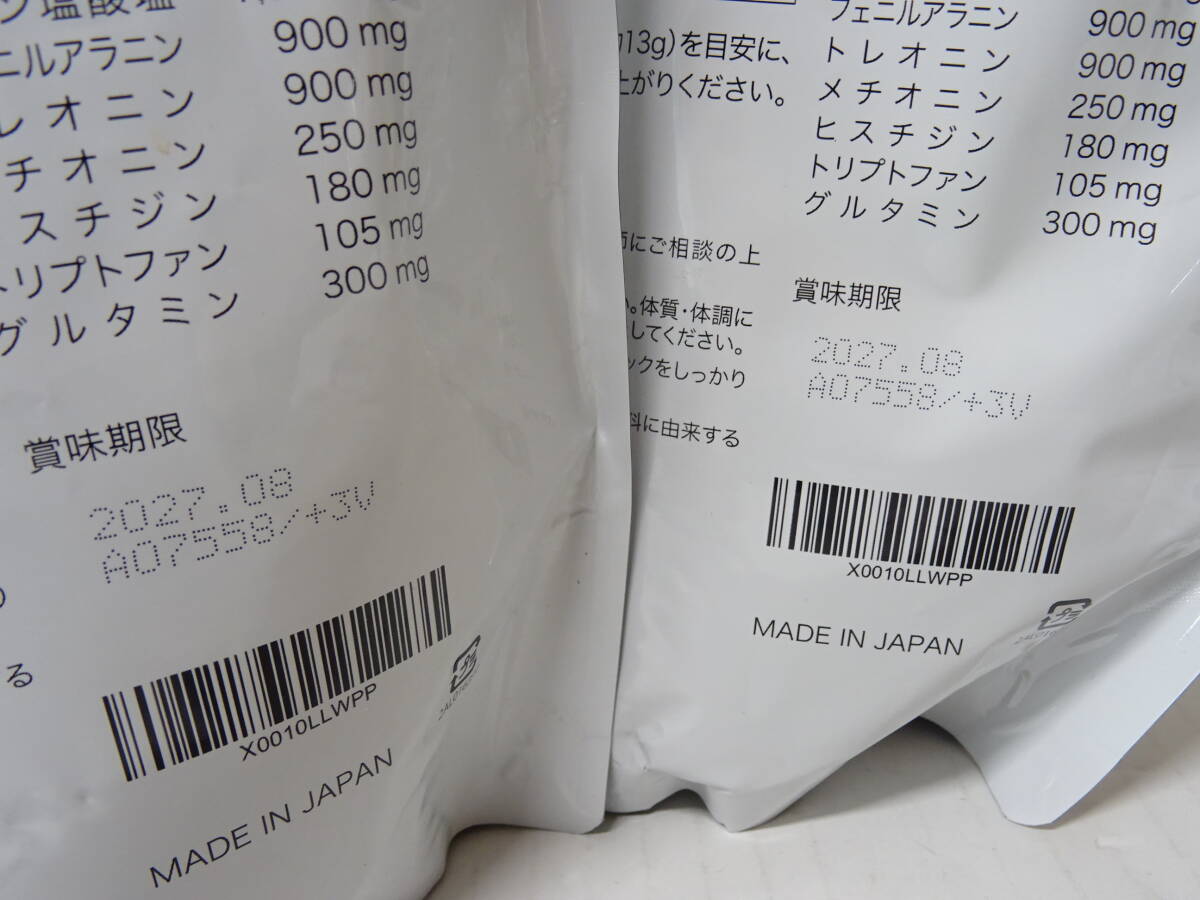 ン塩酸塩
ニルアラニン 900 mg
レオニン 900 mg
チオニン 250 mg
スチジン 180 mg
トリプトファン 105 mg
グルタミン 300 mg
賞味期限
2027.08
A07558/+3V
X0010LLWPP
MADE IN JAPAN
る
13g)を目安に、
上がりください。
フェニルアラニン 900 mg
トレオニン 900 mg
メチオニン 250 mg
ヒスチジン 180 mg
トリプトファン 105 mg
グルタミン 300 mg
にご相談の上
い。体質・体調に
してください。
ックをしっかり
料に由来する
賞味期限
2027.08
A07558/+3V
X0010LLWPP
プラ
MADE IN JAPAN